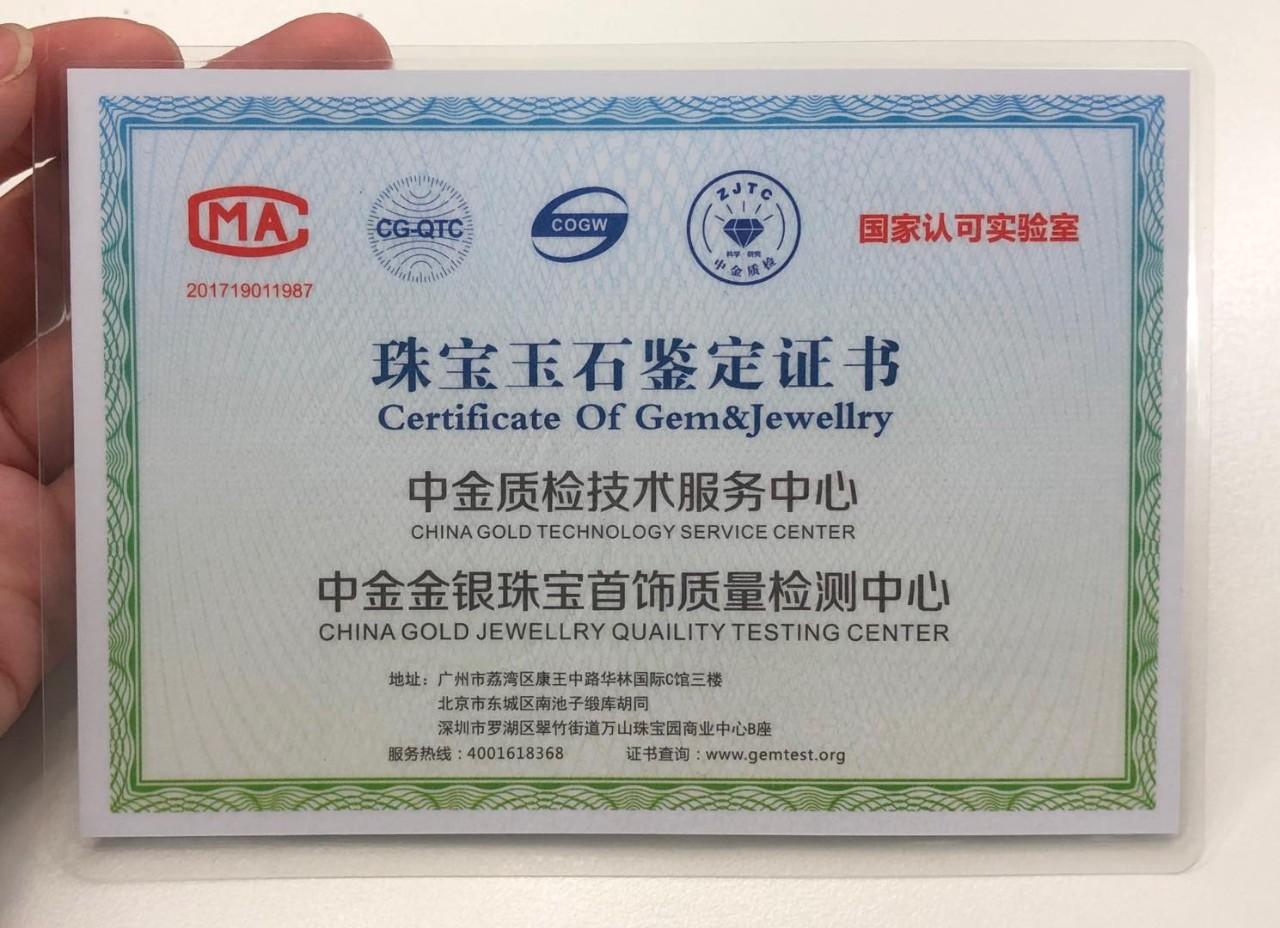 CMA
CG-QTC
COGW
ZJTC
科学·研究
中金质检
国家认可实验室
201719011987
珠宝玉石鉴定证书
Certificate Of Gem&Jewellry
中金质检技术服务中心
CHINA GOLD TECHNOLOGY SERVICE CENTER
中金金银珠宝首饰质量检测中心
CHINA GOLD JEWELLRY QUAILITY TESTING CENTER
地址：广州市荔湾区康王中路华林国际C馆三楼
北京市东城区南池子缎库胡同
深圳市罗湖区翠竹街道万山珠宝园商业中心B座
服务热线：4001618368 证书查询：www.gemtest.org